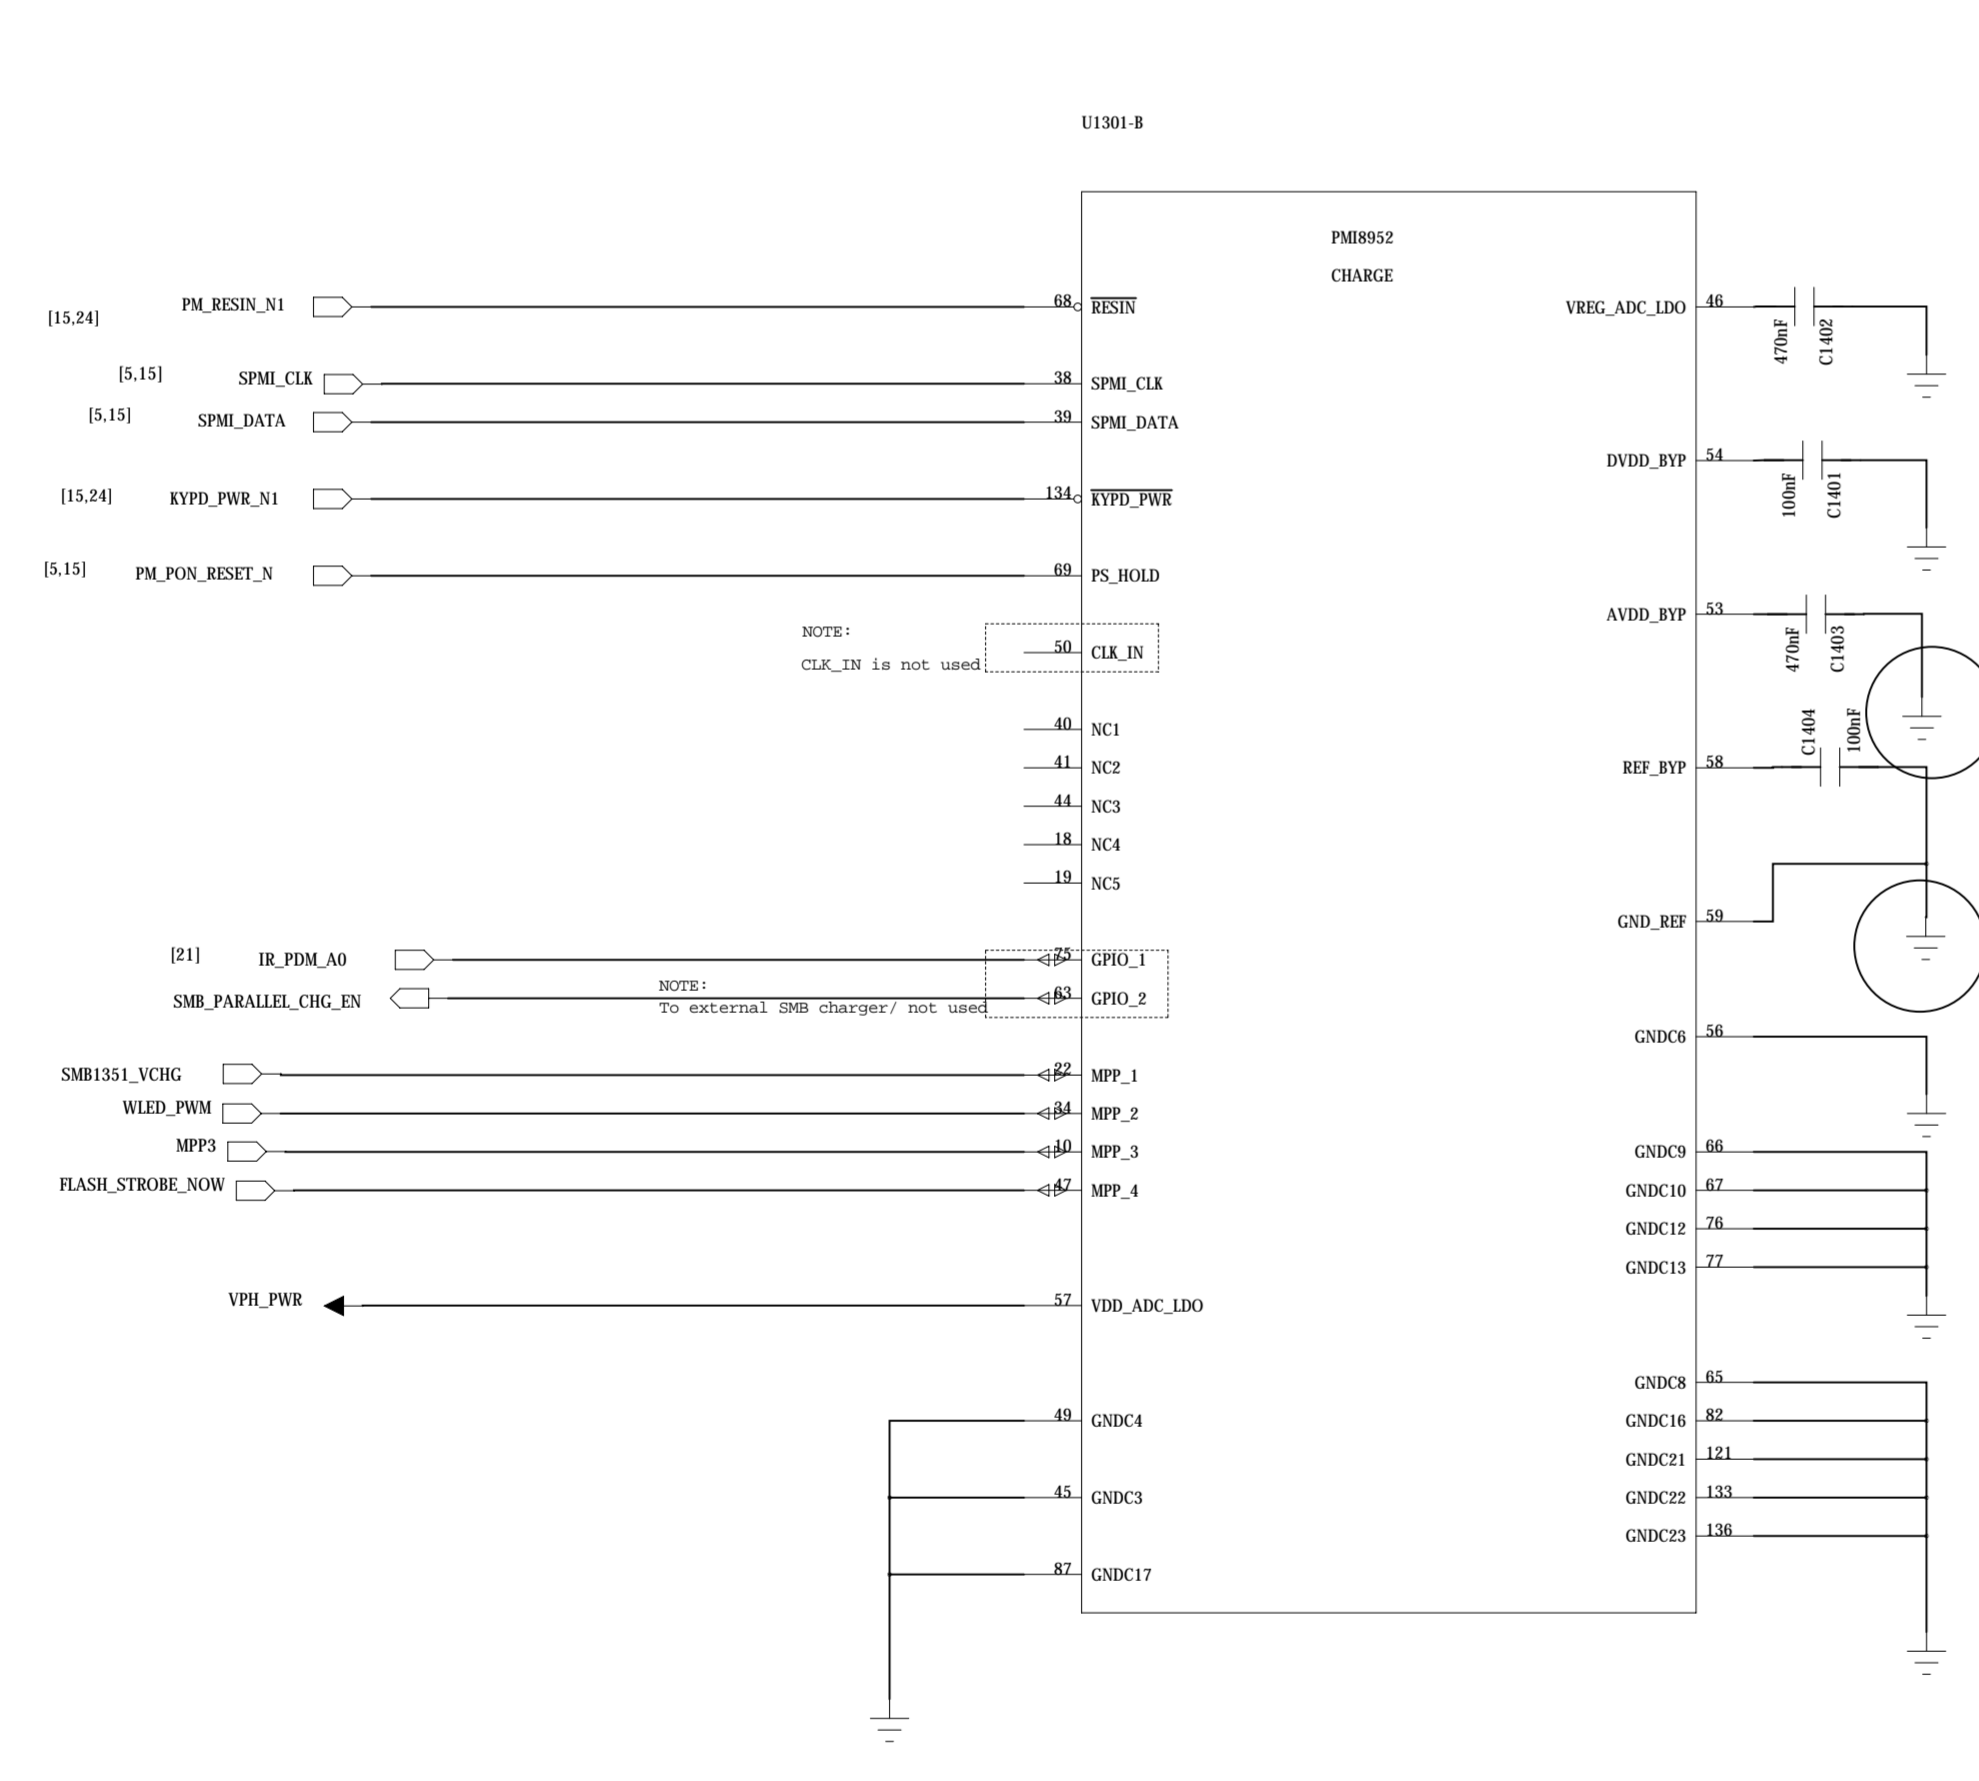 U1301-B
PMI8952
CHARGE
PM_RESIN_N1
[15,24]
68
RESIN
VREG_ADC_LDO
46
470nF
C1402
[5,15]
SPMI_CLK
38
SPMI_CLK
[5,15]
SPMI_DATA
39
SPMI_DATA
DVDD_BYP
54
100nF
C1401
[15,24]
KYPD_PWR_N1
134
KYPD_PWR
[5,15]
PM_PON_RESET_N
69
PS_HOLD
AVDD_BYP
53
470nF
C1403
NOTE:
CLK_IN is not used
50
CLK_IN
40
NC1
C1404
100nF
41
NC2
REF_BYP
58
44
NC3
18
NC4
19
NC5
GND_REF
59
[21]
IR_PDM_A0
75
GPIO_1
SMB_PARALLEL_CHG_EN
NOTE:
To external SMB charger/ not used
63
GPIO_2
GNDC6
56
SMB1351_VCHG
22
MPP_1
WLED_PWM
34
MPP_2
MPP3
10
MPP_3
GNDC9
66
FLASH_STROBE_NOW
47
MPP_4
GNDC10
67
GNDC12
76
GNDC13
77
VPH_PWR
57
VDD_ADC_LDO
GNDC8
65
49
GNDC4
GNDC16
82
GNDC21
121
45
GNDC3
GNDC22
133
GNDC23
136
87
GNDC17